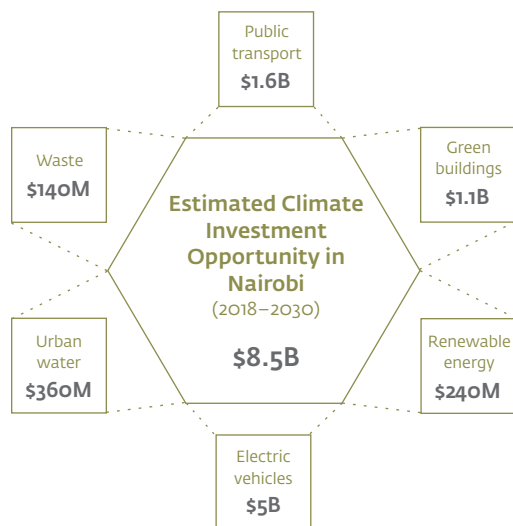 Public
transport
$1.6B
Waste
$140M
Green
buildings
$1.1B
Estimated Climate
Investment
Opportunity in
Nairobi
(2018–2030)
$8.5B
Urban
water
$360M
Renewable
energy
$240M
Electric
vehicles
$5B